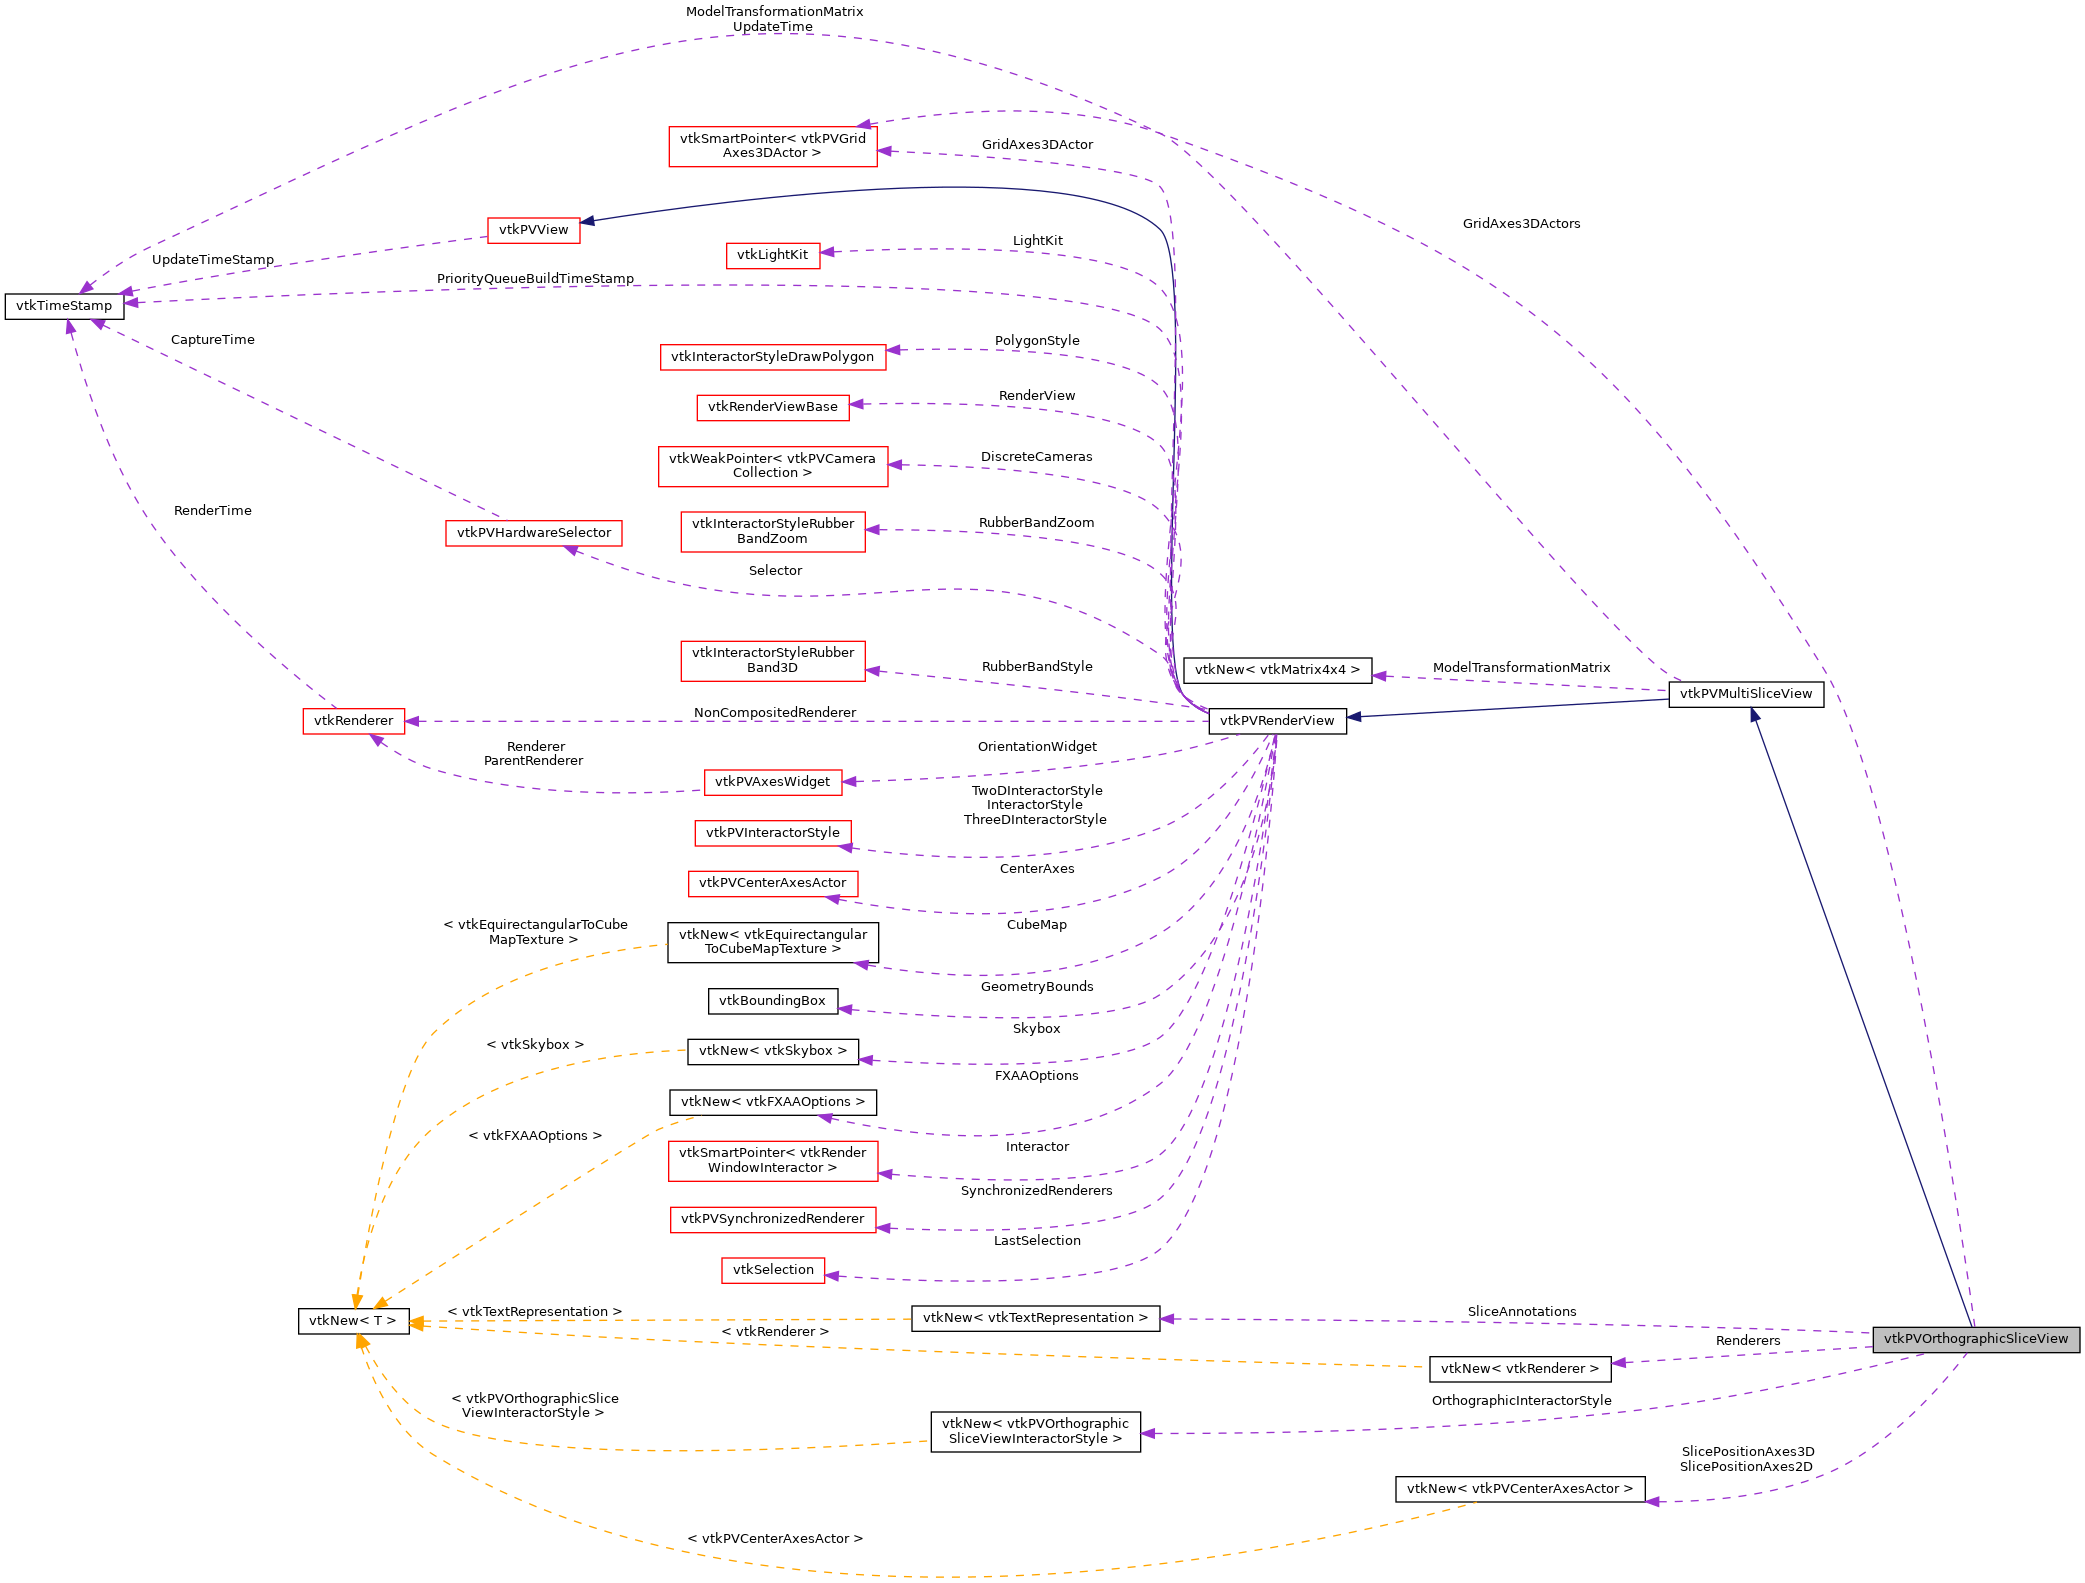 ModelTransformationMatrix
UpdateTime
vtkSmartPointer< vtkPVGrid
Axes3DActor >
GridAxes3DActor
GridAxes3DActors
vtkPVView
LightKit
vtkLightKit
UpdateTimeStamp
PriorityQueueBuildTimeStamp
vtkTimeStamp
CaptureTime
PolygonStyle
vtkInteractorStyleDrawPolygon
RenderView
vtkRenderViewBase
DiscreteCameras
vtkWeakPointer< vtkPVCamera
Collection >
RenderTime
RubberBandZoom
vtkInteractorStyleRubber
BandZoom
vtkPVHardwareSelector
Selector
vtkInteractorStyleRubber
Band3D
RubberBandStyle
vtkNew< vtkMatrix4x4 >
ModelTransformationMatrix
vtkPVMultiSliceView
vtkRenderer
NonCompositedRenderer
vtkPVRenderView
Renderer
ParentRenderer
OrientationWidget
vtkPVAxesWidget
TwoDInteractorStyle
InteractorStyle
ThreeDInteractorStyle
vtkPVInteractorStyle
CenterAxes
vtkPVCenterAxesActor
< vtkEquirectangularToCube
MapTexture >
CubeMap
vtkNew< vtkEquirectangular
ToCubeMapTexture >
GeometryBounds
vtkBoundingBox
Skybox
< vtkSkybox >
vtkNew< vtkSkybox >
FXAAOptions
vtkNew< vtkFXAAOptions >
< vtkFXAAOptions >
Interactor
vtkSmartPointer< vtkRender
WindowInteractor >
SynchronizedRenderers
vtkPVSynchronizedRenderer
LastSelection
vtkSelection
vtkNew< T >
< vtkTextRepresentation >
vtkNew< vtkTextRepresentation >
SliceAnnotations
< vtkRenderer >
Renderers
vtkPVOrthographicSliceView
vtkNew< vtkRenderer >
< vtkPVOrthographicSlice
ViewInteractorStyle >
OrthographicInteractorStyle
vtkNew< vtkPVOrthographic
SliceViewInteractorStyle >
SlicePositionAxes3D
SlicePositionAxes2D
vtkNew< vtkPVCenterAxesActor >
< vtkPVCenterAxesActor >